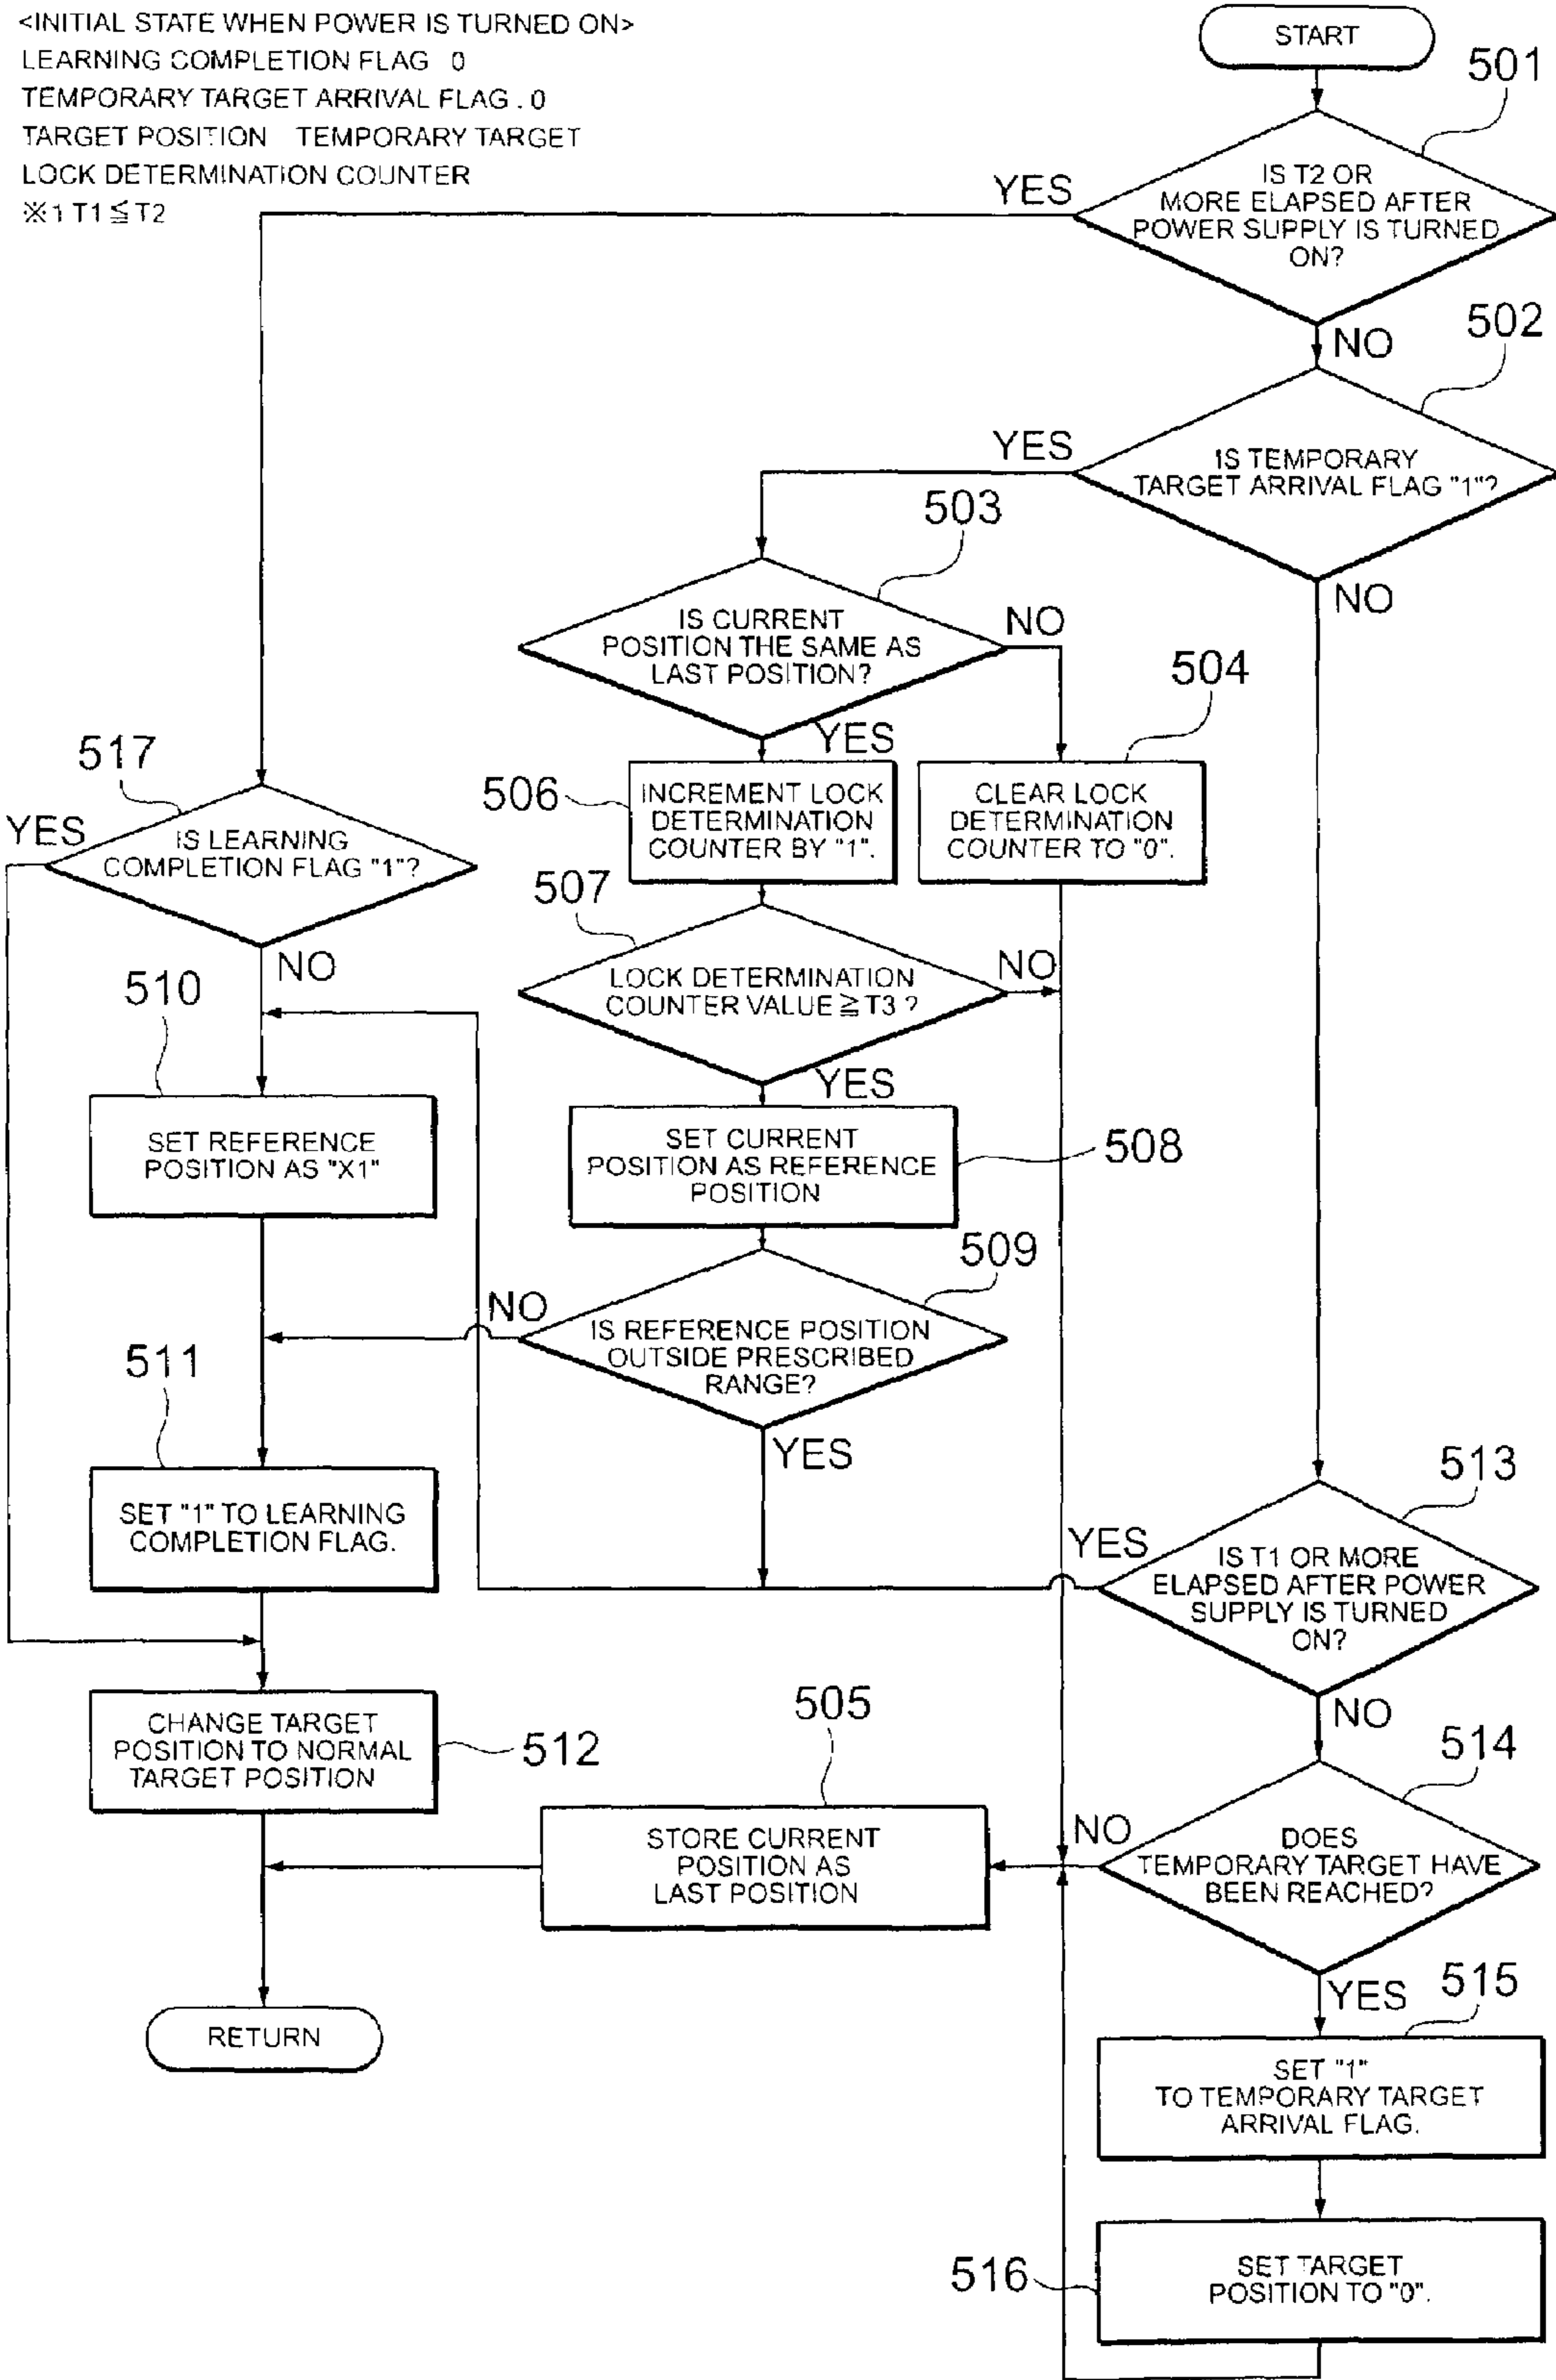 <INITIAL STATE WHEN POWER IS TURNED ON>
LEARNING COMPLETION FLAG 0
TEMPORARY TARGET ARRIVAL FLAG . 0
TARGET POSITION TEMPORARY TARGET
LOCK DETERMINATION COUNTER
※1 T1 ≦ T2
START
501
IS T2 OR
MORE ELAPSED AFTER
POWER SUPPLY IS TURNED
ON?
YES
NO
502
IS TEMPORARY
TARGET ARRIVAL FLAG "1"?
YES
NO
503
IS CURRENT
POSITION THE SAME AS
LAST POSITION?
NO
YES
504
CLEAR LOCK
DETERMINATION
COUNTER TO "0".
506
INCREMENT LOCK
DETERMINATION
COUNTER BY "1".
517
YES
IS LEARNING
COMPLETION FLAG "1"?
NO
507
LOCK DETERMINATION
COUNTER VALUE ≧ T3 ?
NO
YES
510
SET REFERENCE
POSITION AS "X1"
508
SET CURRENT
POSITION AS REFERENCE
POSITION
509
NO
IS REFERENCE POSITION
OUTSIDE PRESCRIBED
RANGE?
YES
511
SET "1" TO LEARNING
COMPLETION FLAG.
513
YES
IS T1 OR MORE
ELAPSED AFTER POWER
SUPPLY IS TURNED
ON?
NO
512
CHANGE TARGET
POSITION TO NORMAL
TARGET POSITION
505
STORE CURRENT
POSITION AS
LAST POSITION
514
NO
DOES
TEMPORARY TARGET HAVE
BEEN REACHED?
YES
515
SET "1"
TO TEMPORARY TARGET
ARRIVAL FLAG.
RETURN
516
SET TARGET
POSITION TO "0".